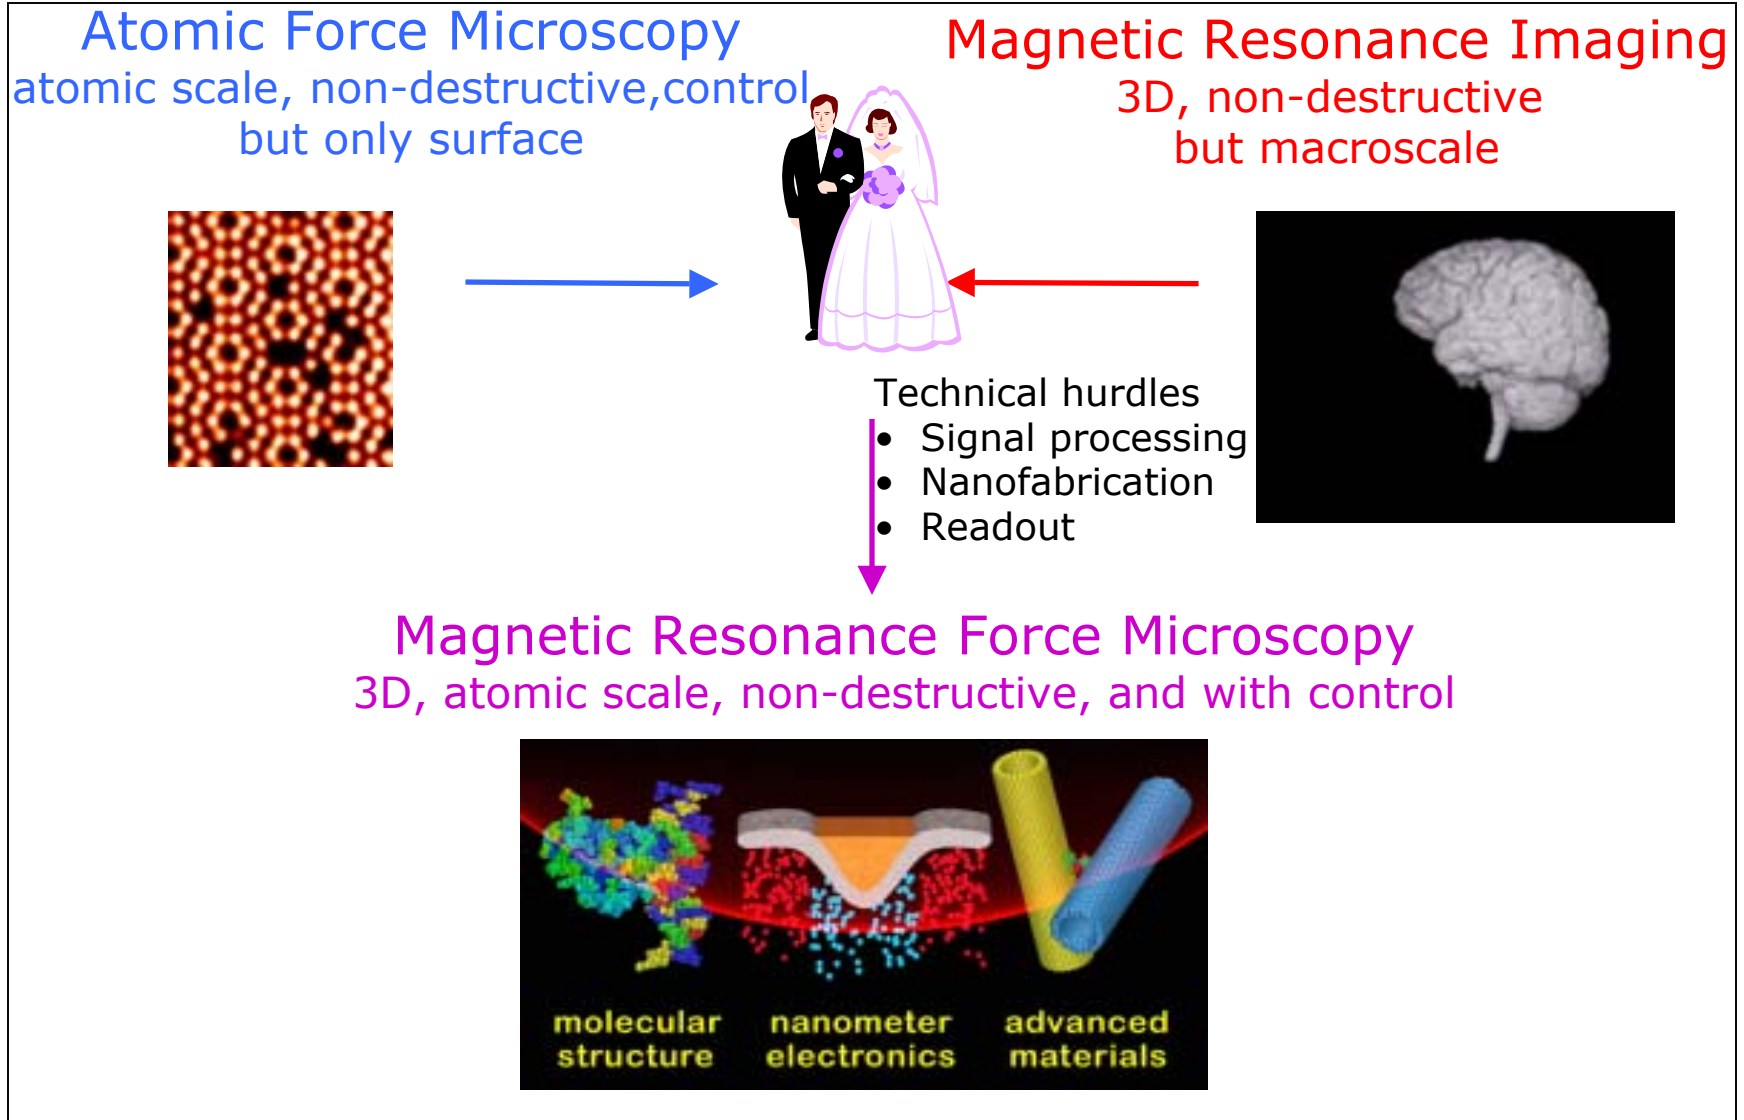 Atomic Force Microscopy
atomic scale, non-destructive,control
but only surface
Magnetic Resonance Imaging
3D, non-destructive
but macroscale
Technical hurdles
• Signal processing
• Nanofabrication
• Readout
Magnetic Resonance Force Microscopy
3D, atomic scale, non-destructive, and with control
molecular
structure
nanometer
electronics
advanced
materials